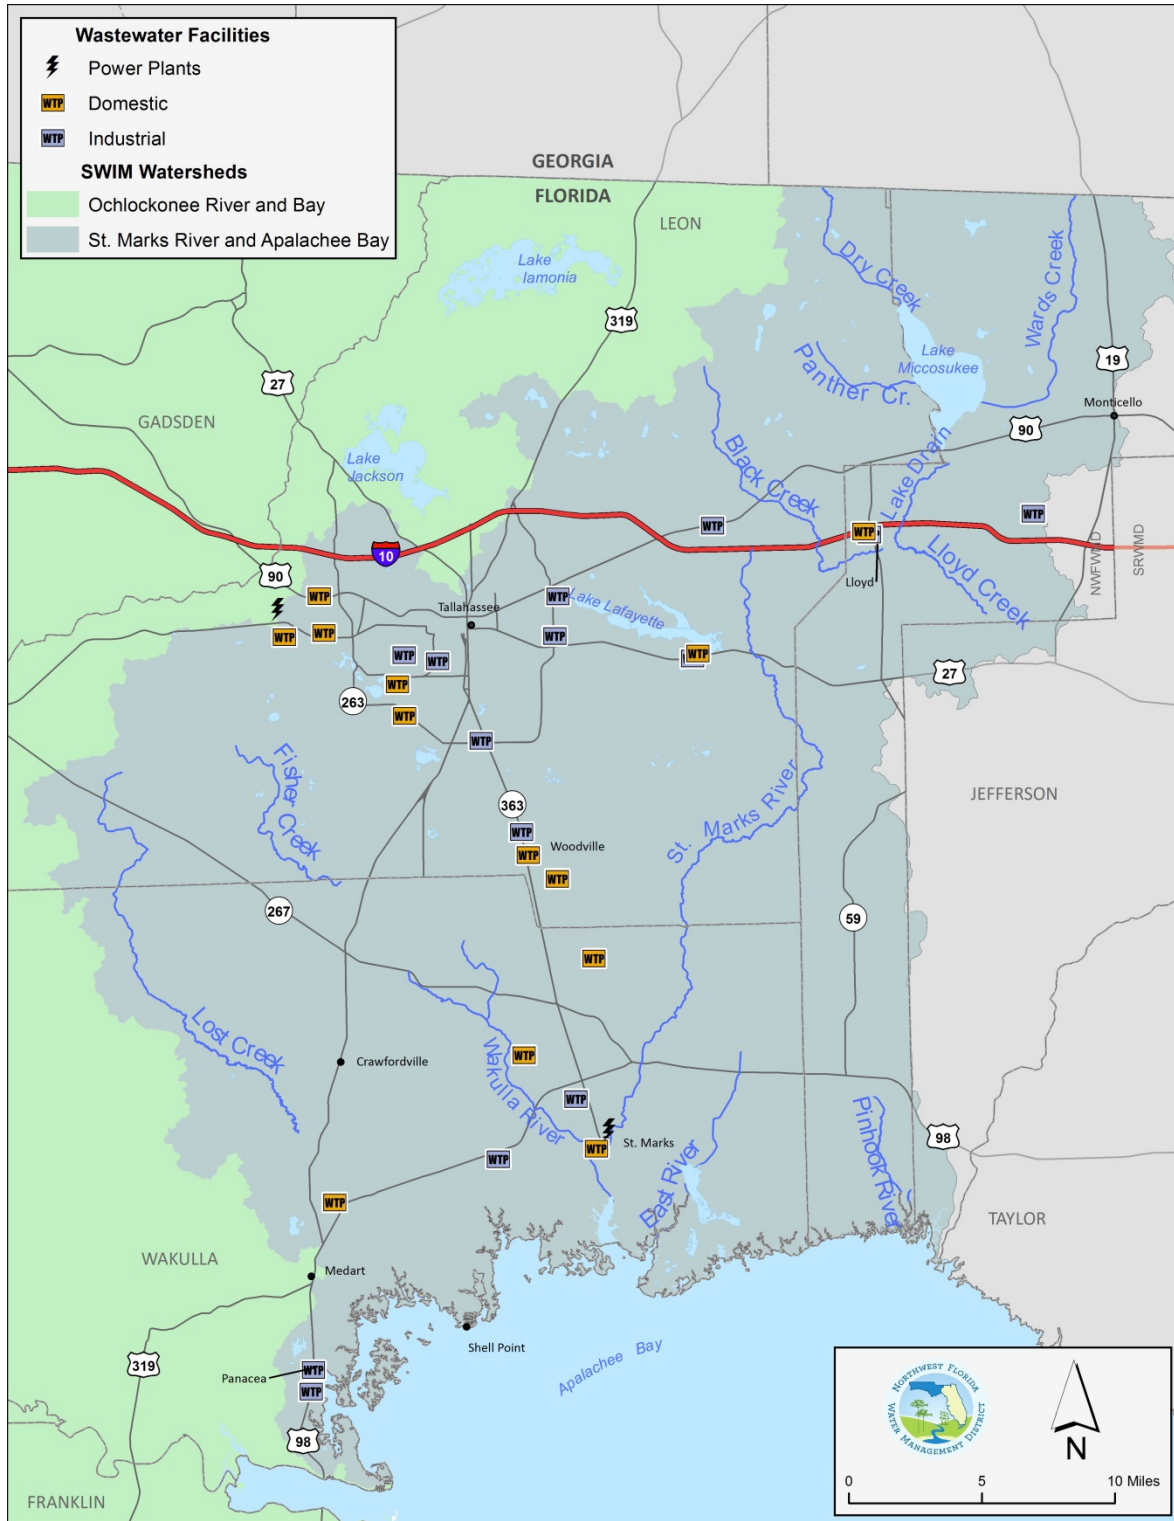 Wastewater Facilities
Power Plants
WTP Domestic
WTP Industrial
SWIM Watersheds
Ochlockonee River and Bay
St. Marks River and Apalachee Bay
GEORGIA
FLORIDA
LEON
Lake
Iamonia
319
Dry Creek
Wards Creek
Lake
Miccosukee
Panther Cr.
19
Monticello
27
GADSDEN
90
Lake
Jackson
Black Creek
Lake Drain
WTP
WTP
WTP
10
Lloyd
Lloyd Creek
NWFWMD
SRWMD
90
WTP
WTP
Tallahassee
Lake Lafayette
WTP
WTP
WTP
WTP
WTP
WTP
WTP
27
WTP
263
WTP
WTP
Fisher Creek
St. Marks River
JEFFERSON
363
WTP
Woodville
WTP
WTP
267
59
WTP
Lost Creek
Wakulla River
WTP
Crawfordville
WTP
Pinhook River
98
St. Marks
WTP
WTP
East River
WTP
TAYLOR
WAKULLA
Medart
Shell Point
Apalachee Bay
319
Panacea
WTP
WTP
98
FRANKLIN
NORTHWEST FLORIDA
WATER MANAGEMENT DISTRICT
N
0 5 10 Miles